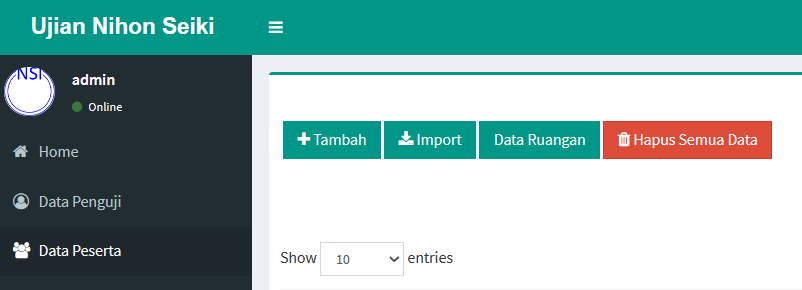 Ujian Nihon Seiki
NSI
admin
Online
Home
Data Penguji
Data Peserta
Tambah
Import
Data Ruangan
Hapus Semua Data
Show 10 entries